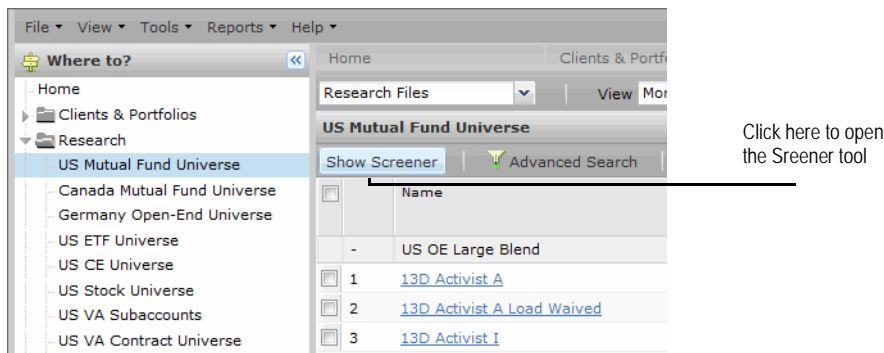 File View Tools Reports Help
Where to?
Home
Clients & Portfolios
Research
US Mutual Fund Universe
Canada Mutual Fund Universe
Germany Open-End Universe
US ETF Universe
US CE Universe
US Stock Universe
US VA Subaccounts
US VA Contract Universe
Home Clients & Portf
Research Files View Mor
US Mutual Fund Universe
Show Screener Advanced Search
Name
- US OE Large Blend
1 13D Activist A
2 13D Activist A Load Waived
3 13D Activist I
Click here to open
the Sreener tool